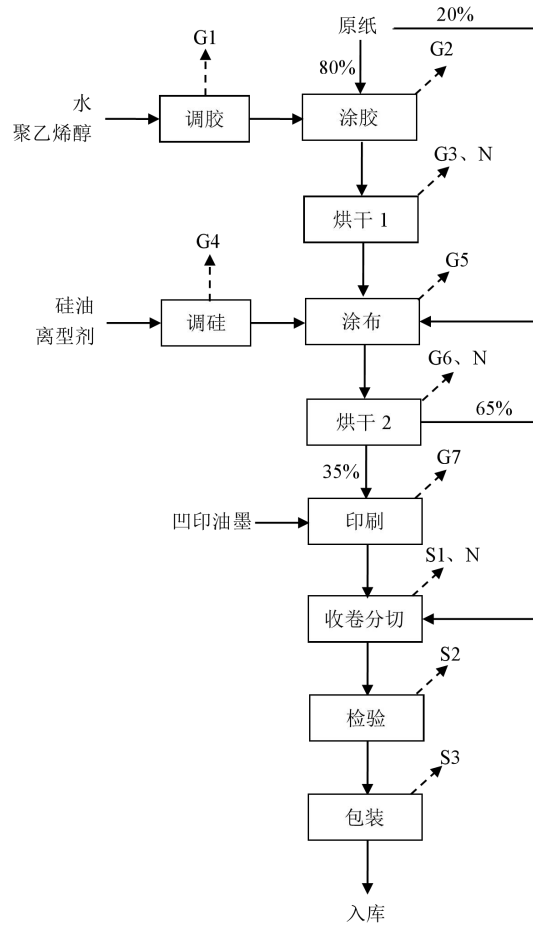 原纸
20%
G1
G2
80%
水
聚乙烯醇
调胶
涂胶
G3、N
烘干 1
G4
G5
硅油
离型剂
调硅
涂布
G6、N
烘干 2
65%
35%
G7
凹印油墨
印刷
S1、N
收卷分切
S2
检验
S3
包装
入库